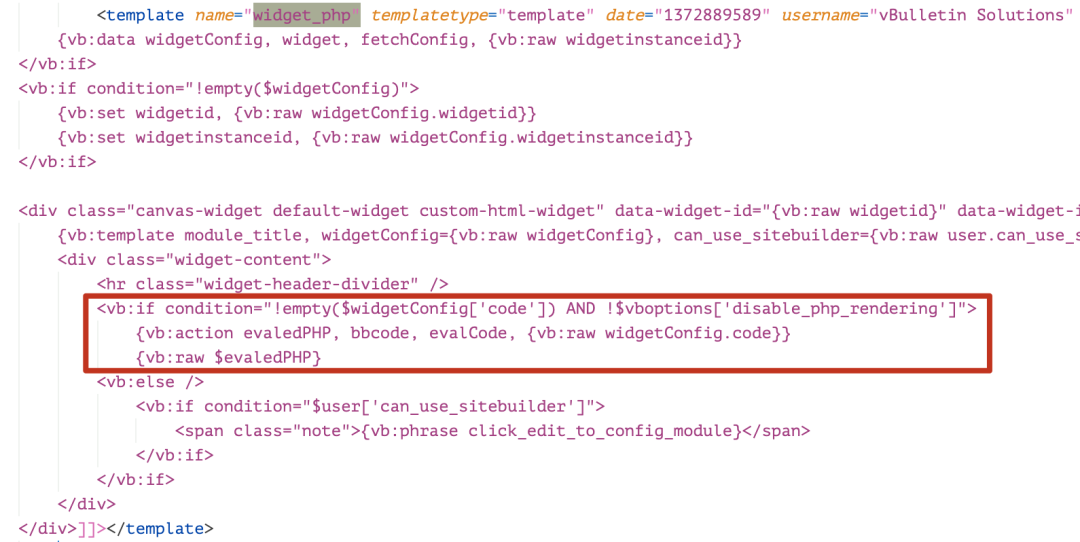 <template name="widget_php" templatetype="template" date="1372889589" username="vBulletin Solutions"
{vb:data widgetConfig, widget, fetchConfig, {vb:raw widgetinstanceid}}
</vb:if>
<vb:if condition="!empty($widgetConfig)">
{vb:set widgetid, {vb:raw widgetConfig.widgetid}}
{vb:set widgetinstanceid, {vb:raw widgetConfig.widgetinstanceid}}
</vb:if>
<div class="canvas-widget default-widget custom-html-widget" data-widget-id="{vb:raw widgetid}" data-widget-i
{vb:template module_title, widgetConfig={vb:raw widgetConfig}, can_use_sitebuilder={vb:raw user.can_use_s
<div class="widget-content">
<hr class="widget-header-divider" />
<vb:if condition="!empty($widgetConfig['code']) AND !$vboptions['disable_php_rendering']">
{vb:action evaledPHP, bbcode, evalCode, {vb:raw widgetConfig.code}}
{vb:raw $evaledPHP}
<vb:else />
<vb:if condition="$user['can_use_sitebuilder']">
<span class="note">{vb:phrase click_edit_to_config_module}</span>
</vb:if>
</vb:if>
</div>
</div>]]></template>